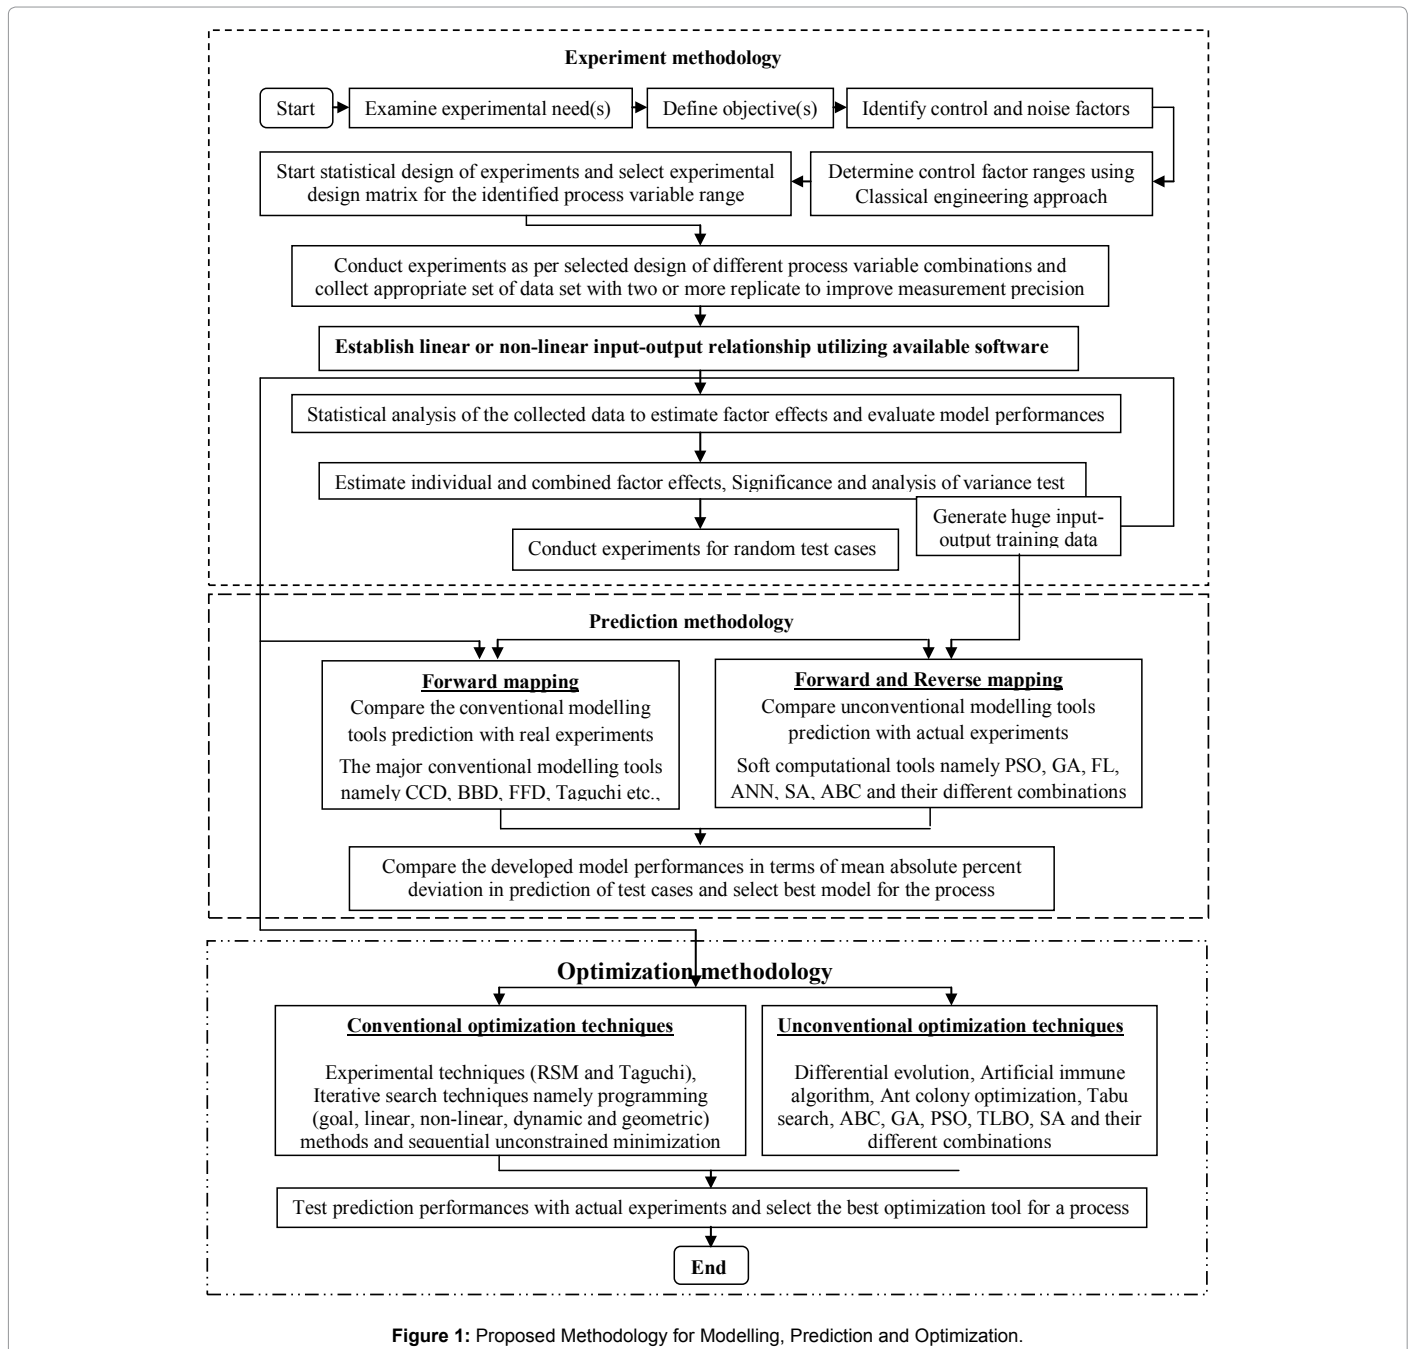 Experiment methodology
Start
Examine experimental need(s)
Define objective(s)
Identify control and noise factors
Determine control factor ranges using
Classical engineering approach
Start statistical design of experiments and select experimental
design matrix for the identified process variable range
Conduct experiments as per selected design of different process variable combinations and
collect appropriate set of data set with two or more replicate to improve measurement precision
Establish linear or non-linear input-output relationship utilizing available software
Statistical analysis of the collected data to estimate factor effects and evaluate model performances
Estimate individual and combined factor effects, Significance and analysis of variance test
Generate huge input-
output training data
Conduct experiments for random test cases
Prediction methodology
Forward mapping
Compare the conventional modelling
tools prediction with real experiments
The major conventional modelling tools
namely CCD, BBD, FFD, Taguchi etc.,
Forward and Reverse mapping
Compare unconventional modelling tools
prediction with actual experiments
Soft computational tools namely PSO, GA, FL,
ANN, SA, ABC and their different combinations
Compare the developed model performances in terms of mean absolute percent
deviation in prediction of test cases and select best model for the process
Optimization methodology
Conventional optimization techniques
Experimental techniques (RSM and Taguchi),
Iterative search techniques namely programming
(goal, linear, non-linear, dynamic and geometric)
methods and sequential unconstrained minimization
Unconventional optimization techniques
Differential evolution, Artificial immune
algorithm, Ant colony optimization, Tabu
search, ABC, GA, PSO, TLBO, SA and their
different combinations
Test prediction performances with actual experiments and select the best optimization tool for a process
End
Figure 1: Proposed Methodology for Modelling, Prediction and Optimization.